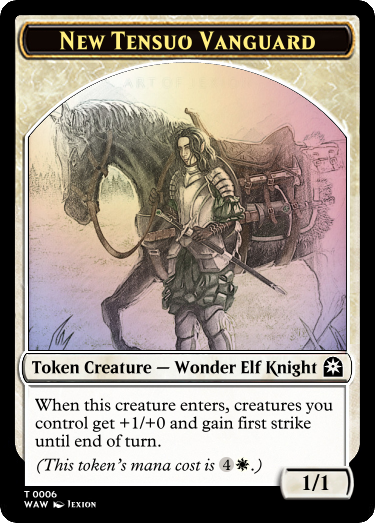 New Tensuo Vanguard
Token Creature — Wonder Elf Knight
When this creature enters, creatures you
control get +1/+0 and gain first strike
until end of turn.
(This token's mana cost is 4 .)
1/1
T 0006
WAW Jexion